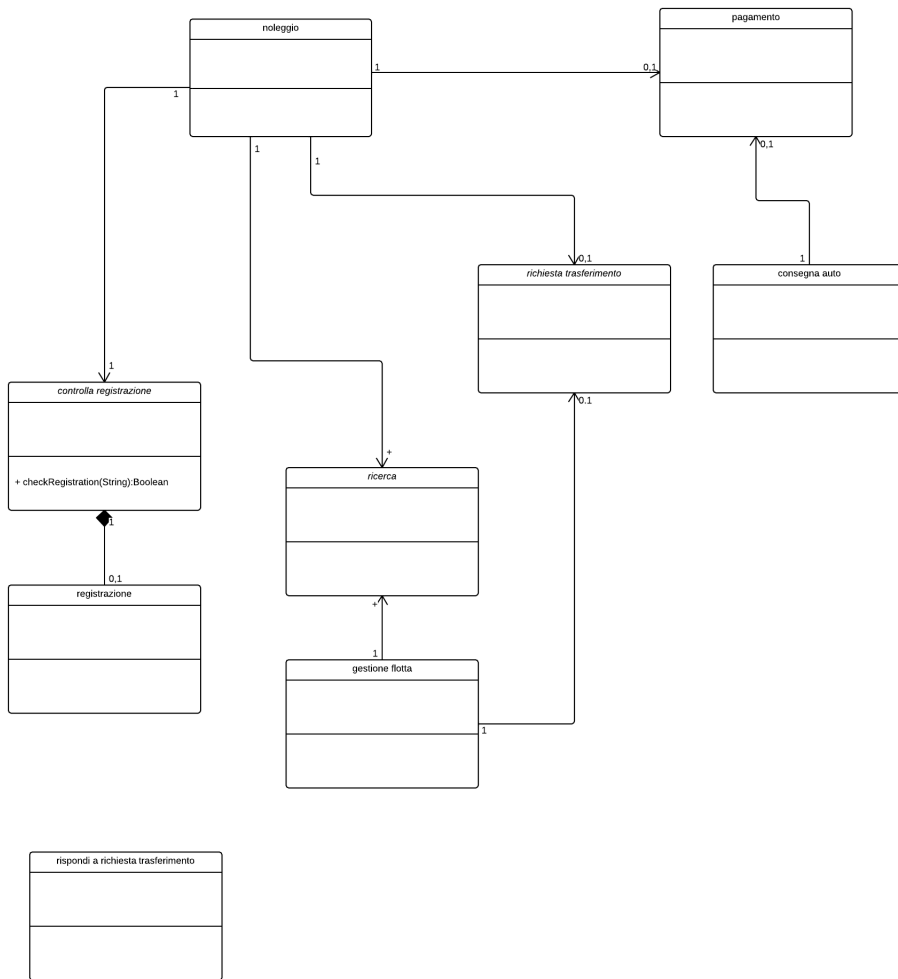 noleggio
pagamento
1
0,1
1
1
1
0,1
0,1
1
richiesta trasferimento
consegna auto
1
controlla registrazione
0.1
+ checkRegistration(String):Boolean
+
ricerca
1
0,1
registrazione
+
1
gestione flotta
1
rispondi a richiesta trasferimento